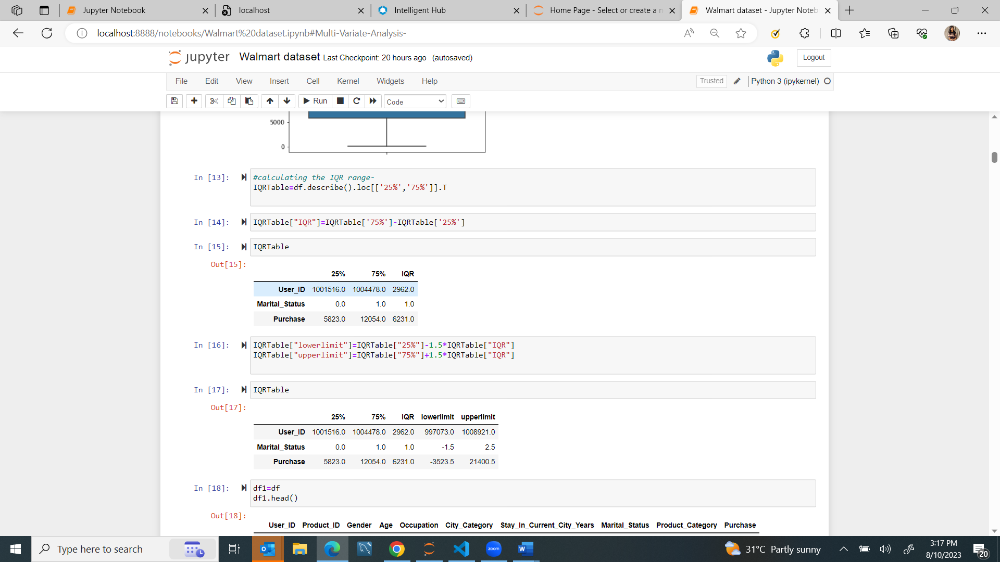 Jupyter Notebook
localhost
Intelligent Hub
Home Page - Select or create a n
Walmart dataset - Jupyter Noteb
localhost:8888/notebooks/Walmart%20dataset.ipynb#Multi-Variate-Analysis-
jupyter Walmart dataset Last Checkpoint: 20 hours ago (autosaved)
Logout
File Edit View Insert Cell Kernel Widgets Help
Trusted Python 3 (ipykernel)
Run Code
5000
0
In [13]: #calculating the IQR range-
IQRTable=df.describe().loc[['25%','75%']].T
In [14]: IQRTable["IQR"]=IQRTable['75%']-IQRTable['25%']
In [15]: IQRTable
Out[15]:
25% 75% IQR
User_ID 1001516.0 1004478.0 2962.0
Marital_Status 0.0 1.0 1.0
Purchase 5823.0 12054.0 6231.0
In [16]: IQRTable["lowerlimit"]=IQRTable["25%"]-1.5*IQRTable["IQR"]
IQRTable["upperlimit"]=IQRTable["75%"]+1.5*IQRTable["IQR"]
In [17]: IQRTable
Out[17]:
25% 75% IQR lowerlimit upperlimit
User_ID 1001516.0 1004478.0 2962.0 997073.0 1008921.0
Marital_Status 0.0 1.0 1.0 -1.5 2.5
Purchase 5823.0 12054.0 6231.0 -3523.5 21400.5
In [18]: df1=df
df1.head()
Out[18]:
User_ID Product_ID Gender Age Occupation City_Category Stay_In_Current_City_Years Marital_Status Product_Category Purchase
Type here to search
zoom
31°C Partly sunny
3:17 PM
8/10/2023
20